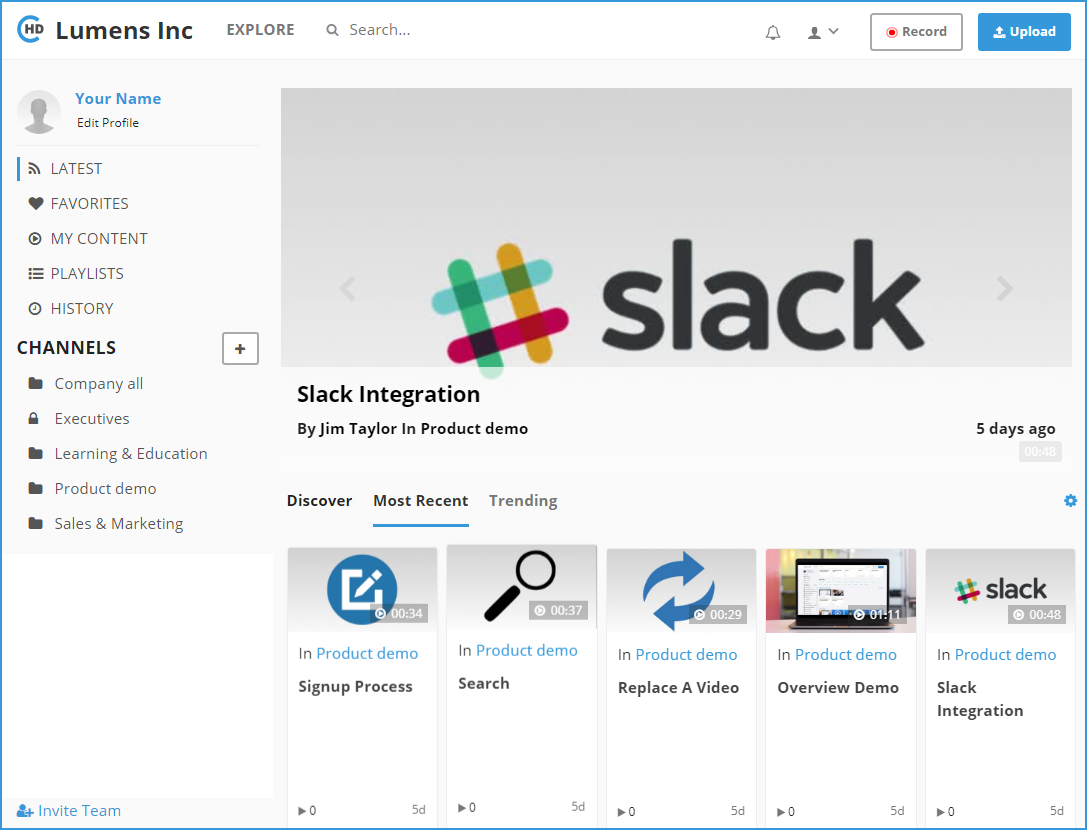 HD Lumens Inc EXPLORE Search... Record Upload
Your Name
Edit Profile
LATEST
FAVORITES
MY CONTENT
PLAYLISTS
HISTORY
CHANNELS +
Company all
Executives
Learning & Education
Product demo
Sales & Marketing
Invite Team
slack
Slack Integration
By Jim Taylor In Product demo 5 days ago
00:48
Discover Most Recent Trending
00:34
In Product demo
Signup Process
0 5d
00:37
In Product demo
Search
0 5d
00:29
In Product demo
Replace A Video
0 5d
01:11
In Product demo
Overview Demo
0 5d
slack
00:48
In Product demo
Slack
Integration
0 5d